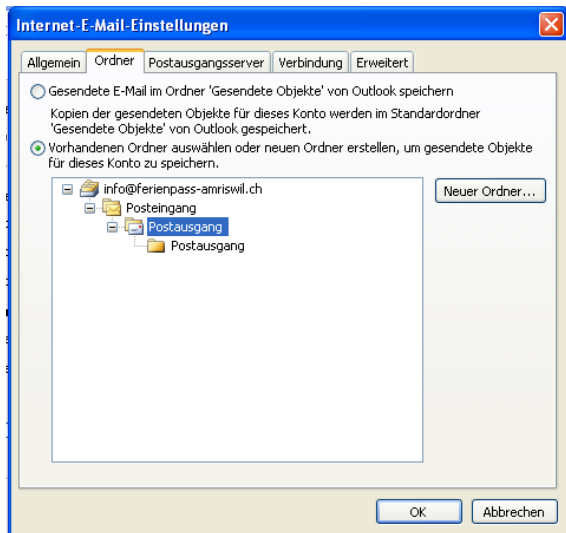 Internet-E-Mail-Einstellungen
Allgemein Ordner Postausgangsserver Verbindung Erweitert
Gesendete E-Mail im Ordner 'Gesendete Objekte' von Outlook speichern
Kopien der gesendeten Objekte für dieses Konto werden im Standardordner
'Gesendete Objekte' von Outlook gespeichert.
Vorhandenen Ordner auswählen oder neuen Ordner erstellen, um gesendete Objekte
für dieses Konto zu speichern.
info@ferienpass-amriswil.ch
Neuer Ordner...
Posteingang
Postausgang
Postausgang
OK
Abbrechen